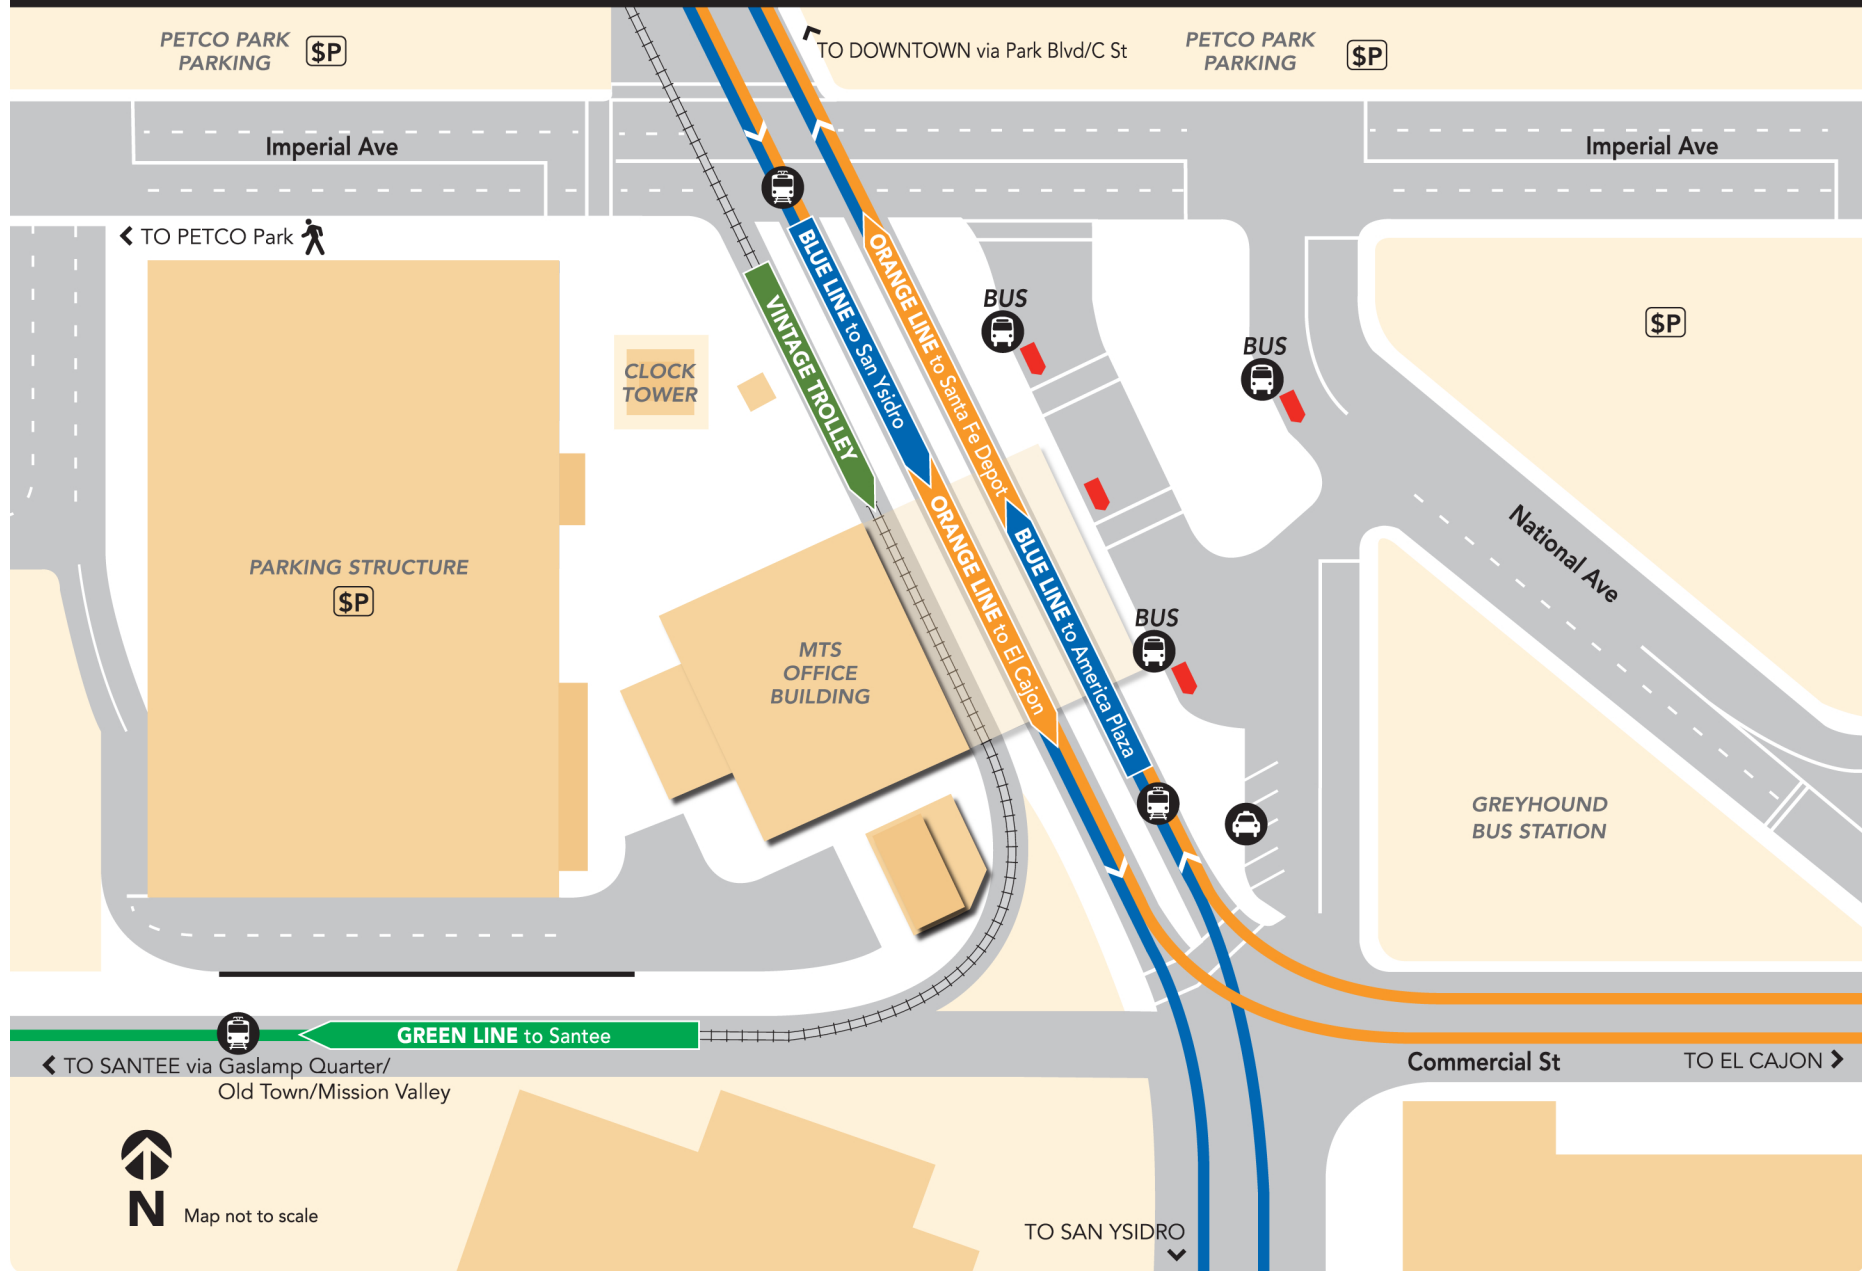 PETCO PARK
PARKING
$P
TO DOWNTOWN via Park Blvd/C St
PETCO PARK
PARKING
$P
Imperial Ave
Imperial Ave
TO PETCO Park
BLUE LINE to San Ysidro
ORANGE LINE to Santa Fe Depot
VINTAGE TROLLEY
BUS
BUS
$P
CLOCK
TOWER
ORANGE LINE to El Cajon
BLUE LINE to America Plaza
National Ave
PARKING STRUCTURE
$P
MTS
OFFICE
BUILDING
BUS
GREYHOUND
BUS STATION
GREEN LINE to Santee
TO SANTEE via Gaslamp Quarter/
Old Town/Mission Valley
Commercial St
TO EL CAJON
N
Map not to scale
TO SAN YSIDRO